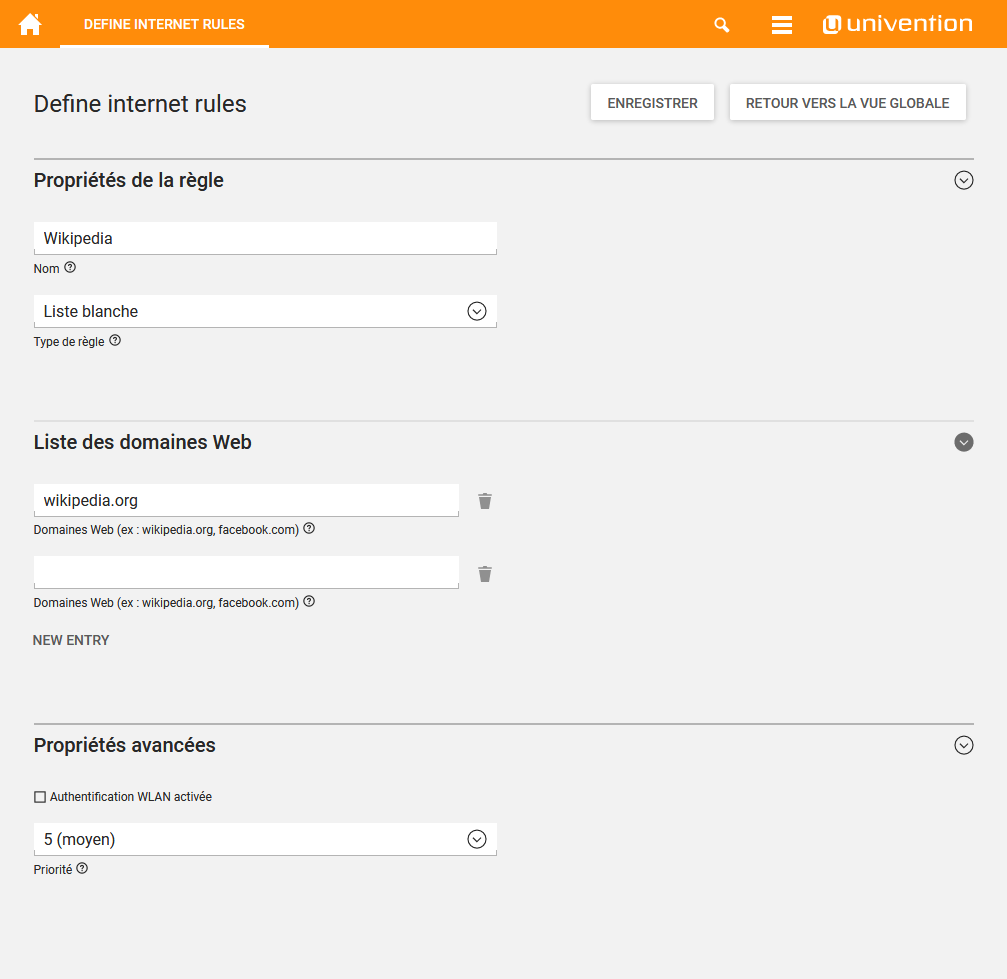 DEFINE INTERNET RULES
univention
Define internet rules
ENREGISTRER
RETOUR VERS LA VUE GLOBALE
Propriétés de la règle
Wikipedia
Nom
Liste blanche
Type de règle
Liste des domaines Web
wikipedia.org
Domaines Web (ex : wikipedia.org, facebook.com)
Domaines Web (ex : wikipedia.org, facebook.com)
NEW ENTRY
Propriétés avancées
Authentification WLAN activée
5 (moyen)
Priorité